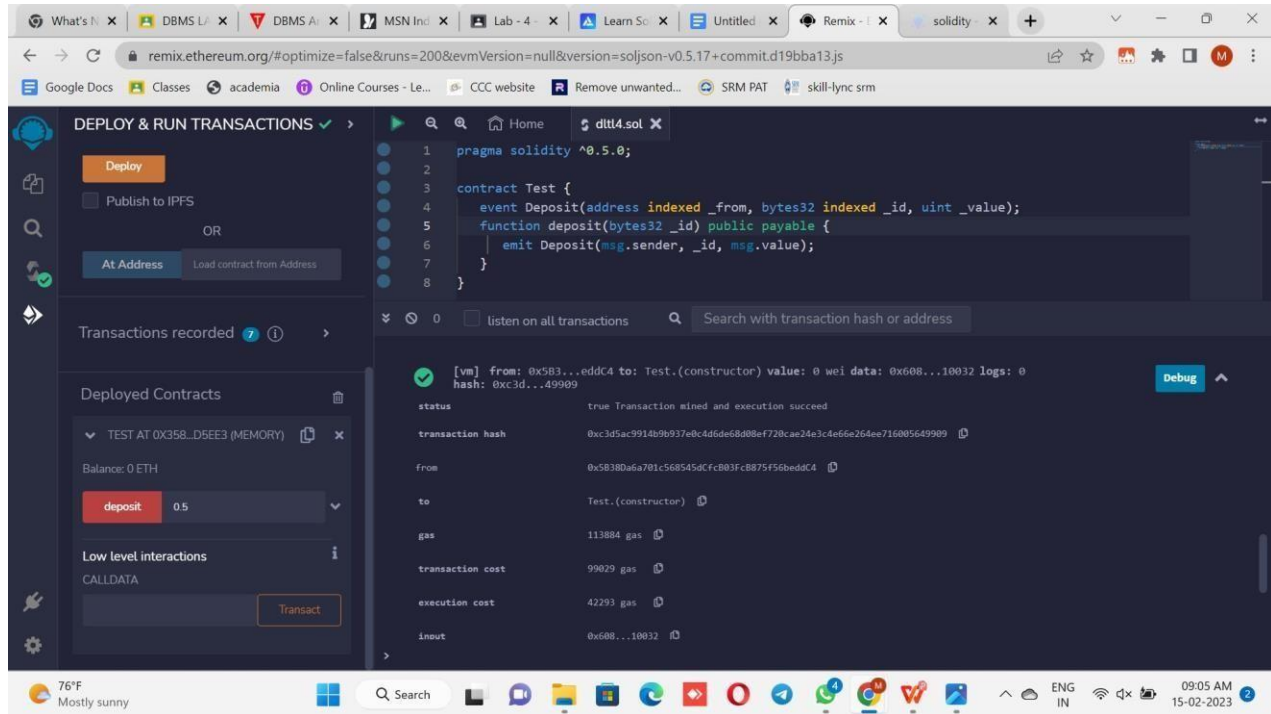 What's N
DBMS LA
DBMS A
MSN Ind
Lab - 4 -
Learn So
Untitled
Remix - E
solidity -
remix.ethereum.org/#optimize=false&runs=200&evmVersion=null&version=soljson-v0.5.17+commit.d19bba13.js
M
Google Docs
Classes
academia
Online Courses - Le...
CCC website
Remove unwanted...
SRM PAT
skill-lync srm
DEPLOY & RUN TRANSACTIONS
Deploy
Publish to IPFS
OR
At Address
Load contract from Address
Transactions recorded 7
Deployed Contracts
TEST AT 0X358...D5EE3 (MEMORY)
Balance: 0 ETH
deposit 0.5
Low level interactions
CALLDATA
Transact
Home
dltl4.sol
1 pragma solidity ^0.5.0;
2
3 contract Test {
4 event Deposit(address indexed _from, bytes32 indexed _id, uint _value);
5 function deposit(bytes32 _id) public payable {
6 emit Deposit(msg.sender, _id, msg.value);
7 }
8 }
0
listen on all transactions
Search with transaction hash or address
[vm] from: 0x5B3...eddC4 to: Test.(constructor) value: 0 wei data: 0x608...10032 logs: 0
hash: 0xc3d...49909
Debug
status true Transaction mined and execution succeed
transaction hash 0xc3d5ac9914b9b937e0c4d6de68d08ef720cae24e3c4e66e264ee716005649909
from 0x5B38Da6a701c568545dCfcB03FcB875f56beddC4
to Test.(constructor)
gas 113884 gas
transaction cost 99029 gas
execution cost 42293 gas
input 0x608...10032
>
76°F
Mostly sunny
Search
ENG
IN
09:05 AM
15-02-2023
2